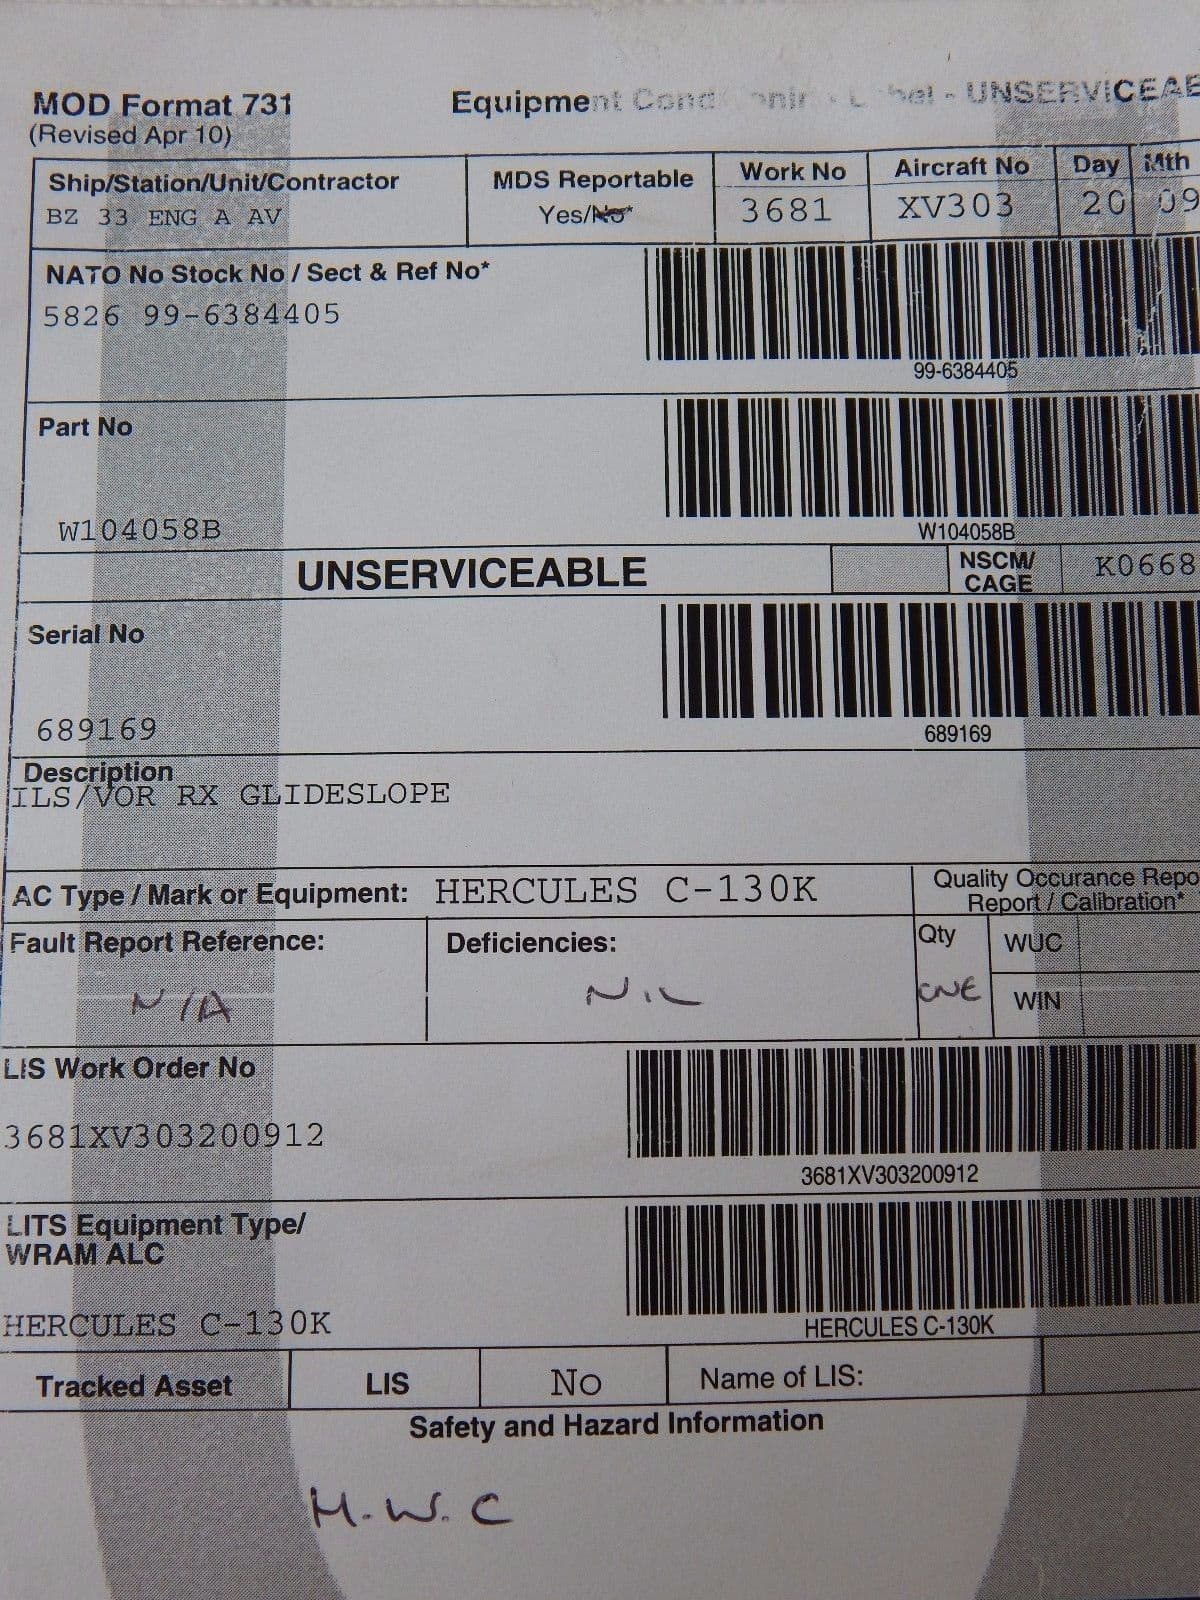 MOD Format 731 Equipment Conditioning Label - UNSERVICEAB
(Revised Apr 10)
Ship/Station/Unit/Contractor MDS Reportable Work No Aircraft No Day Mth
BZ 33 ENG A AV Yes/No* 3681 XV303 20 09
NATO No Stock No / Sect & Ref No*
5826 99-6384405
99-6384405
Part No
W104058B
W104058B
UNSERVICEABLE NSCM/ K0668
CAGE
Serial No
689169
689169
Description
ILS/VOR RX GLIDESLOPE
AC Type / Mark or Equipment: HERCULES C-130K Quality Occurance Repo
Report / Calibration*
Fault Report Reference: Deficiencies: Qty WUC
N/A NIL ONE WIN
LIS Work Order No
3681XV303200912
3681XV303200912
LITS Equipment Type/
WRAM ALC
HERCULES C-130K
HERCULES C-130K
Tracked Asset LIS No Name of LIS:
Safety and Hazard Information
H.W.C